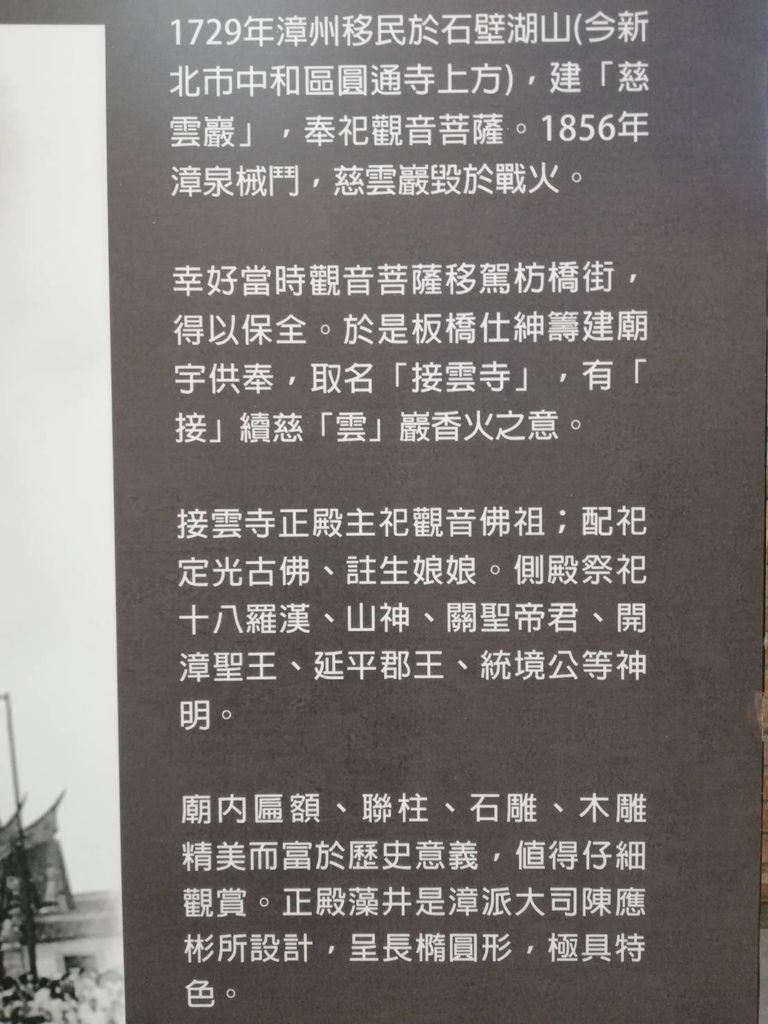 1729年漳州移民於石壁湖山(今新
北市中和區圓通寺上方)，建「慈
雲巖」，奉祀觀音菩薩。1856年
漳泉械鬥，慈雲巖毀於戰火。
幸好當時觀音菩薩移駕枋橋街，
得以保全。於是板橋仕紳籌建廟
宇供奉，取名「接雲寺」，有「
接」續慈「雲」巖香火之意。
接雲寺正殿主祀觀音佛祖；配祀
定光古佛、註生娘娘。側殿祭祀
十八羅漢、山神、關聖帝君、開
漳聖王、延平郡王、統境公等神
明。
廟內匾額、聯柱、石雕、木雕
精美而富於歷史意義，值得仔細
觀賞。正殿藻井是漳派大司陳應
彬所設計，呈長橢圓形，極具特
色。